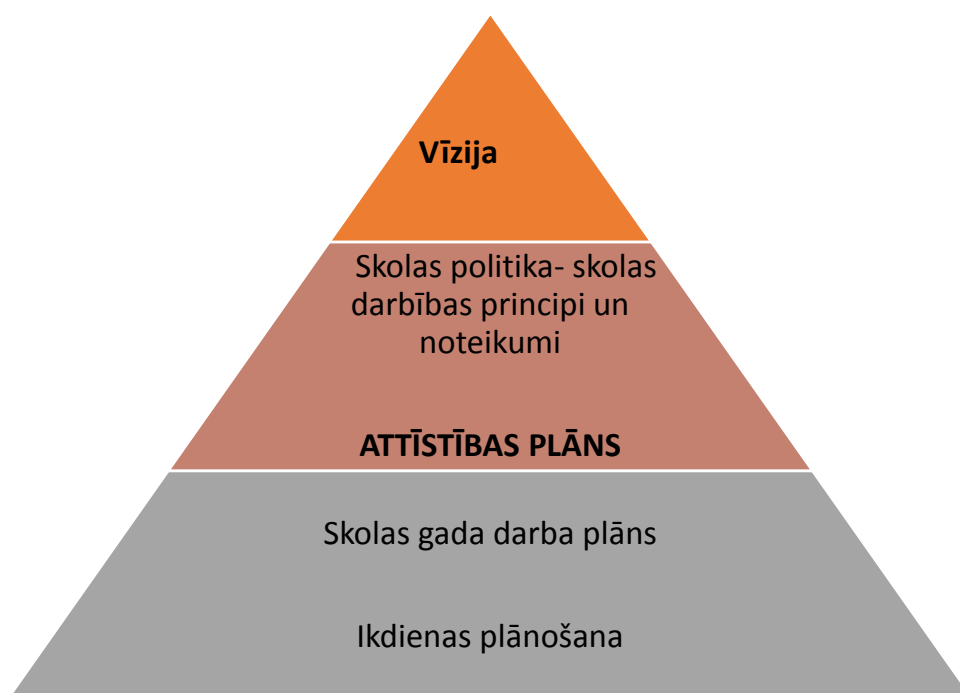 Vīzija
Skolas politika- skolas
darbības principi un
noteikumi
ATTĪSTĪBAS PLĀNS
Skolas gada darba plāns
Ikdienas plānošana